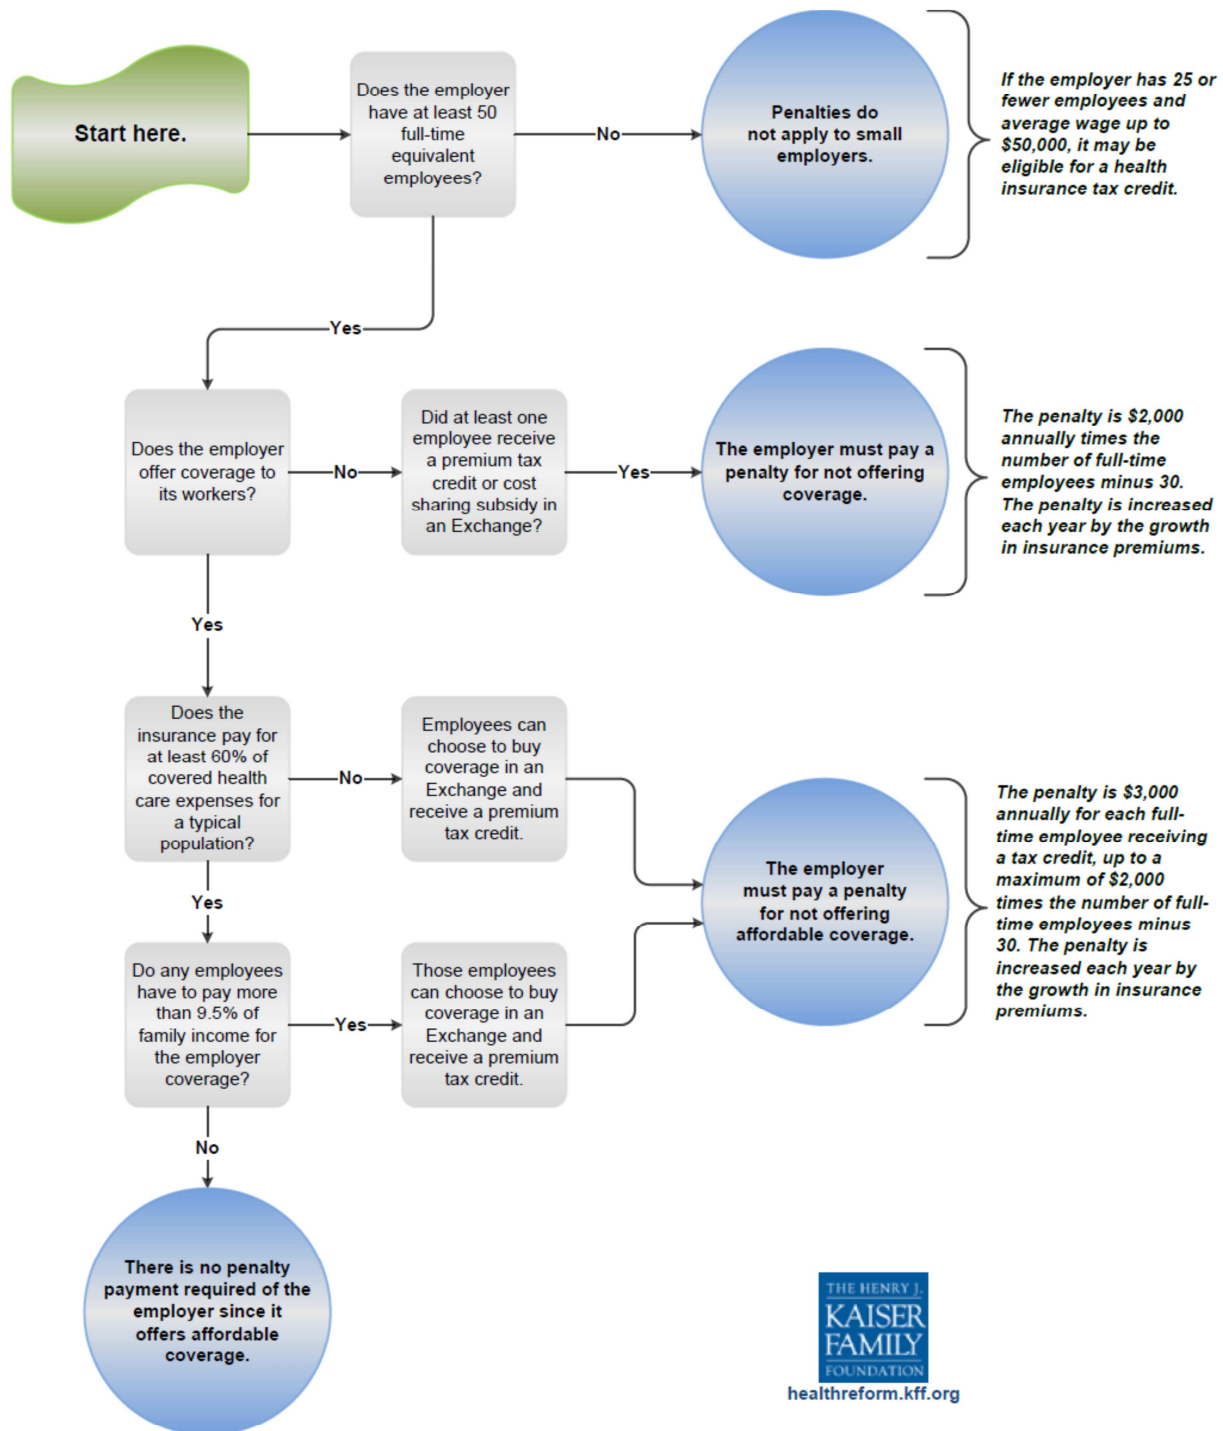 Start here.
Does the employer
have at least 50
full-time
equivalent
employees?
No
Penalties do
not apply to small
employers.
If the employer has 25 or
fewer employees and
average wage up to
$50,000, it may be
eligible for a health
insurance tax credit.
Yes
Does the employer
offer coverage to
its workers?
No
Did at least one
employee receive
a premium tax
credit or cost
sharing subsidy in
an Exchange?
Yes
The employer must pay a
penalty for not offering
coverage.
The penalty is $2,000
annually times the
number of full-time
employees minus 30.
The penalty is increased
each year by the growth
in insurance premiums.
Yes
Does the
insurance pay for
at least 60% of
covered health
care expenses for
a typical
population?
No
Employees can
choose to buy
coverage in an
Exchange and
receive a premium
tax credit.
The employer
must pay a penalty
for not offering
affordable coverage.
The penalty is $3,000
annually for each full-
time employee receiving
a tax credit, up to a
maximum of $2,000
times the number of full-
time employees minus
30. The penalty is
increased each year by
the growth in insurance
premiums.
Yes
Do any employees
have to pay more
than 9.5% of
family income for
the employer
coverage?
Yes
Those employees
can choose to buy
coverage in an
Exchange and
receive a premium
tax credit.
No
There is no penalty
payment required of the
employer since it
offers affordable
coverage.
THE HENRY J.
KAISER
FAMILY
FOUNDATION
healthreform.kff.org